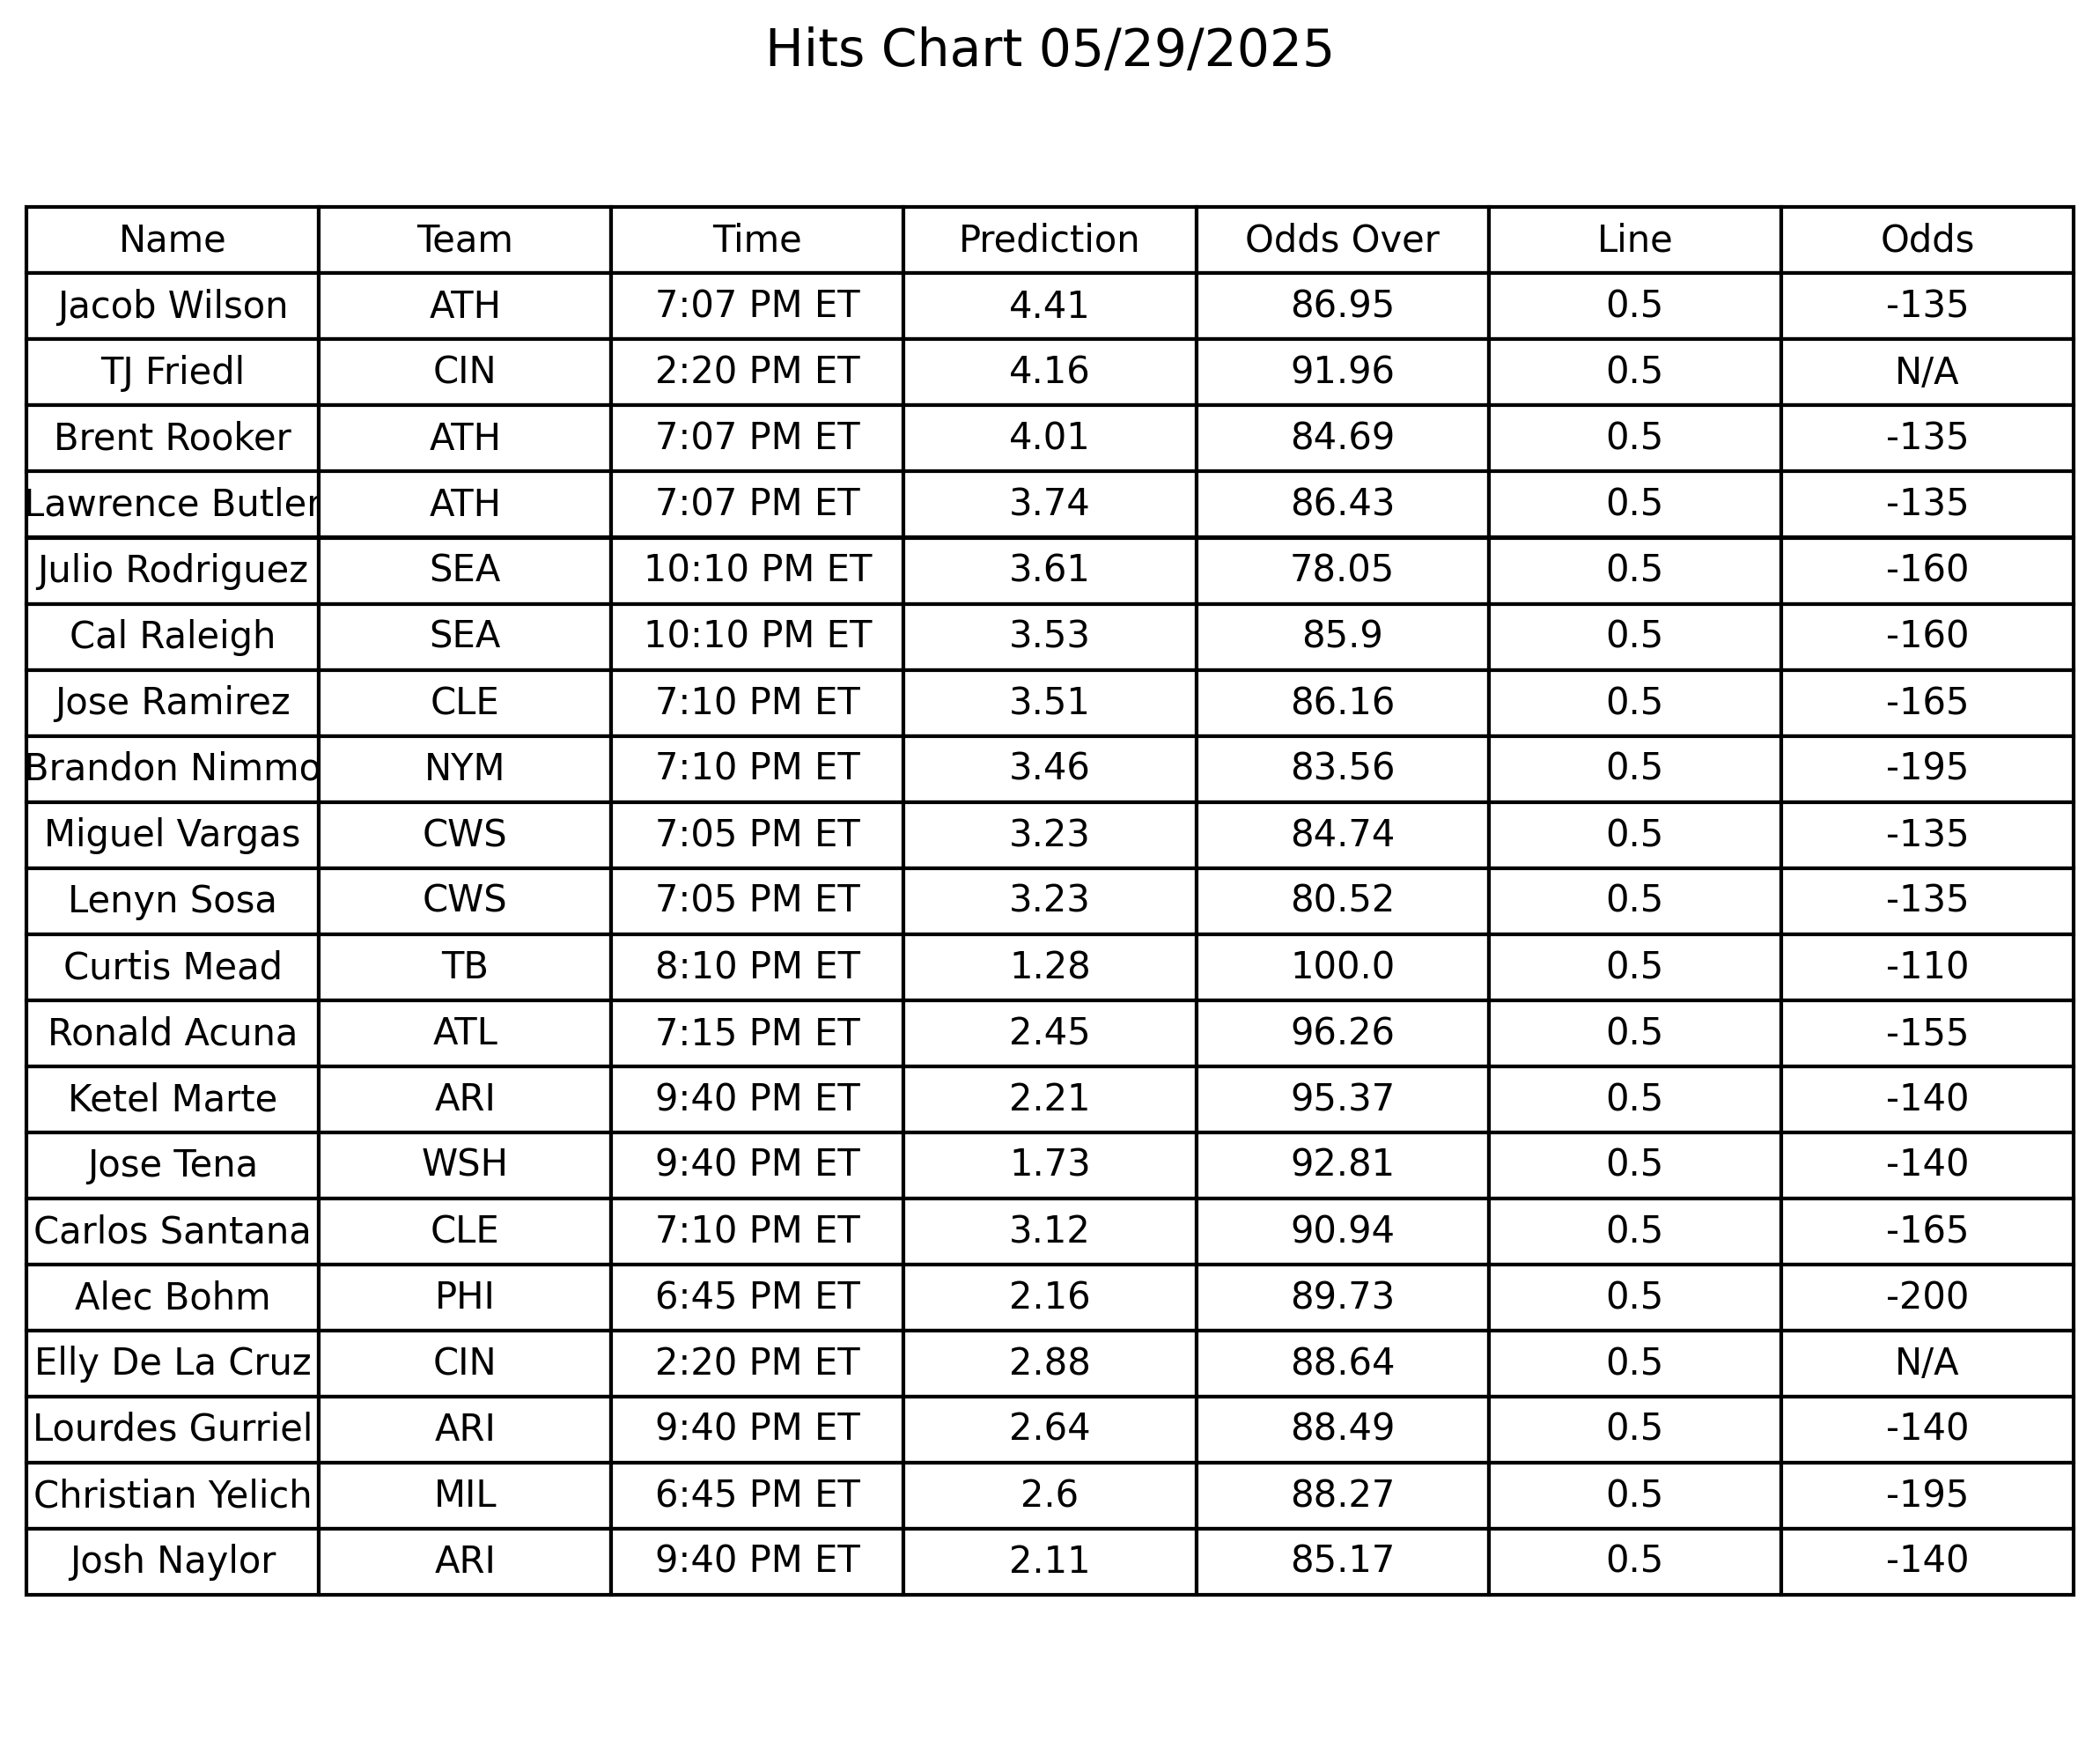 Hits Chart 05/29/2025
Name Team Time Prediction Odds Over Line Odds
Jacob Wilson ATH 7:07 PM ET 4.41 86.95 0.5 -135
TJ Friedl CIN 2:20 PM ET 4.16 91.96 0.5 N/A
Brent Rooker ATH 7:07 PM ET 4.01 84.69 0.5 -135
Lawrence Butler ATH 7:07 PM ET 3.74 86.43 0.5 -135
Julio Rodriguez SEA 10:10 PM ET 3.61 78.05 0.5 -160
Cal Raleigh SEA 10:10 PM ET 3.53 85.9 0.5 -160
Jose Ramirez CLE 7:10 PM ET 3.51 86.16 0.5 -165
Brandon Nimmo NYM 7:10 PM ET 3.46 83.56 0.5 -195
Miguel Vargas CWS 7:05 PM ET 3.23 84.74 0.5 -135
Lenyn Sosa CWS 7:05 PM ET 3.23 80.52 0.5 -135
Curtis Mead TB 8:10 PM ET 1.28 100.0 0.5 -110
Ronald Acuna ATL 7:15 PM ET 2.45 96.26 0.5 -155
Ketel Marte ARI 9:40 PM ET 2.21 95.37 0.5 -140
Jose Tena WSH 9:40 PM ET 1.73 92.81 0.5 -140
Carlos Santana CLE 7:10 PM ET 3.12 90.94 0.5 -165
Alec Bohm PHI 6:45 PM ET 2.16 89.73 0.5 -200
Elly De La Cruz CIN 2:20 PM ET 2.88 88.64 0.5 N/A
Lourdes Gurriel ARI 9:40 PM ET 2.64 88.49 0.5 -140
Christian Yelich MIL 6:45 PM ET 2.6 88.27 0.5 -195
Josh Naylor ARI 9:40 PM ET 2.11 85.17 0.5 -140